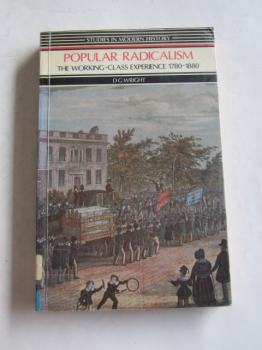 STUDIES IN MODERN HISTORY
POPULAR RADICALISM
THE WORKING-CLASS EXPERIENCE 1780-1880
D G WRIGHT